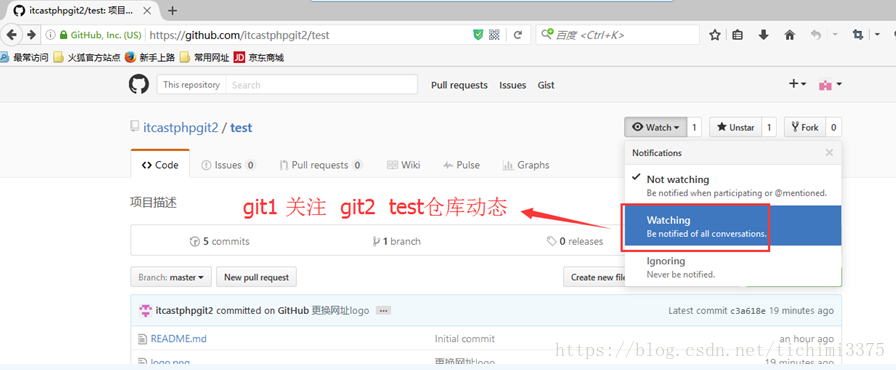 itcastphpgit2/test: 项目...
GitHub, Inc. (US) https://github.com/itcastphpgit2/test
百度 <Ctrl+K>
最常访问 火狐官方站点 新手上路 常用网址 JD 京东商城
This repository Search Pull requests Issues Gist
itcastphpgit2 / test
Watch 1 Unstar 1 Fork 0
Code Issues 0 Pull requests 0 Wiki Pulse Graphs
Notifications
Not watching
Be notified when participating or @mentioned.
Watching
Be notified of all conversations.
Ignoring
Never be notified.
项目描述
git1 关注 git2 test仓库动态
5 commits 1 branch 0 releases
Branch: master New pull request Create new file
itcastphpgit2 committed on GitHub 更换网址logo ... Latest commit c3a618e 19 minutes ago
README.md Initial commit an hour ago
logo.png 更换网址logo 19 minutes ago
https://blog.csdn.net/tichimi3375